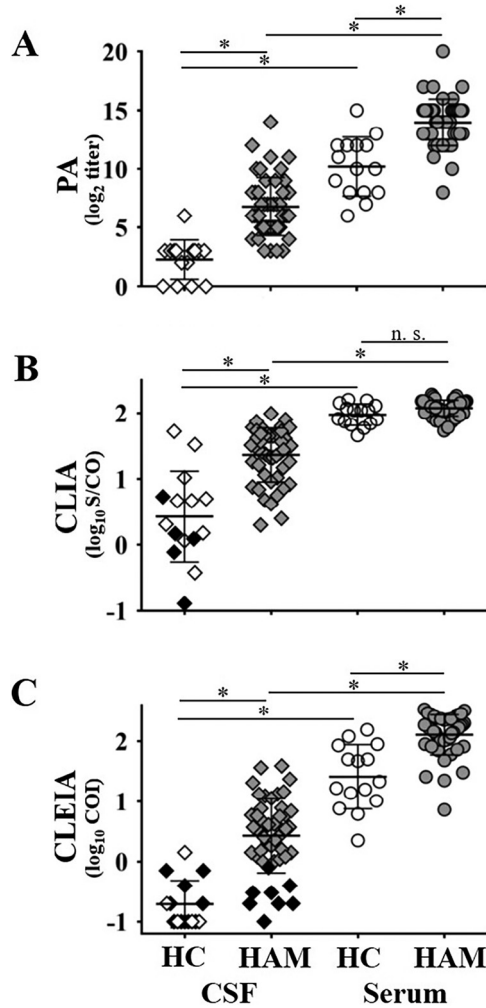 A
*
*
*
*
PA
(log₂ titer)
20
15
10
5
0
B
n. s.
*
*
*
CLIA
(log₁₀ S/CO)
2
1
0
-1
C
*
*
*
*
CLEIA
(log₁₀ COI)
2
1
0
-1
HC HAM HC HAM
CSF Serum